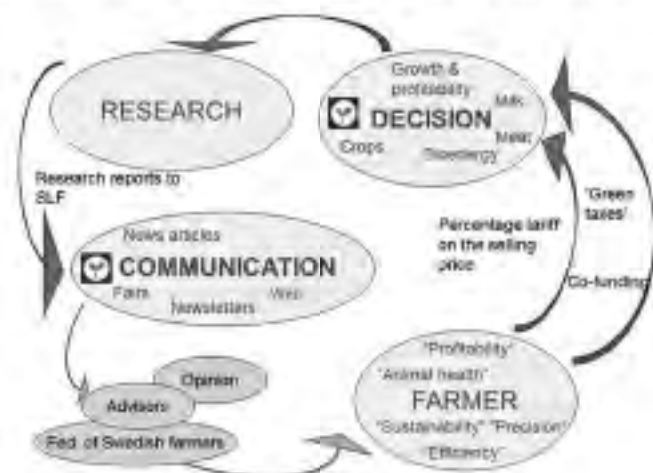 RESEARCH
Growth &
profitability
Milk
DECISION
Meat
Crops
Bioenergy
Research reports to
SLF
'Green
taxes'
Percentage tariff
on the selling
price
Co-funding
News articles
COMMUNICATION
Fairs
Web
Newsletters
Opinion
Advisors
Fed. of Swedish farmers
"Profitability"
"Animal health"
FARMER
"Sustainability" "Precision"
"Efficiency"